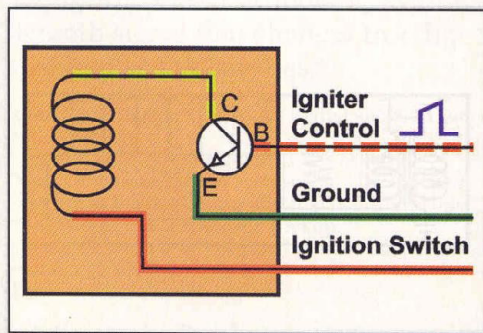 C
B
E
Igniter
Control
Ground
Ignition Switch